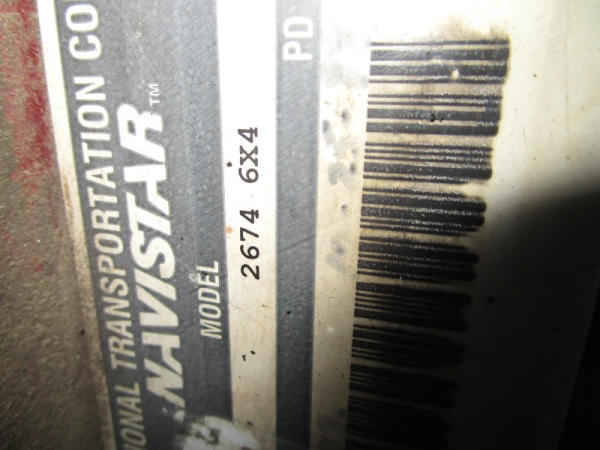 IONAL TRANSPORTATION CO
NAVISTAR™
MODEL
2674 6X4
PD